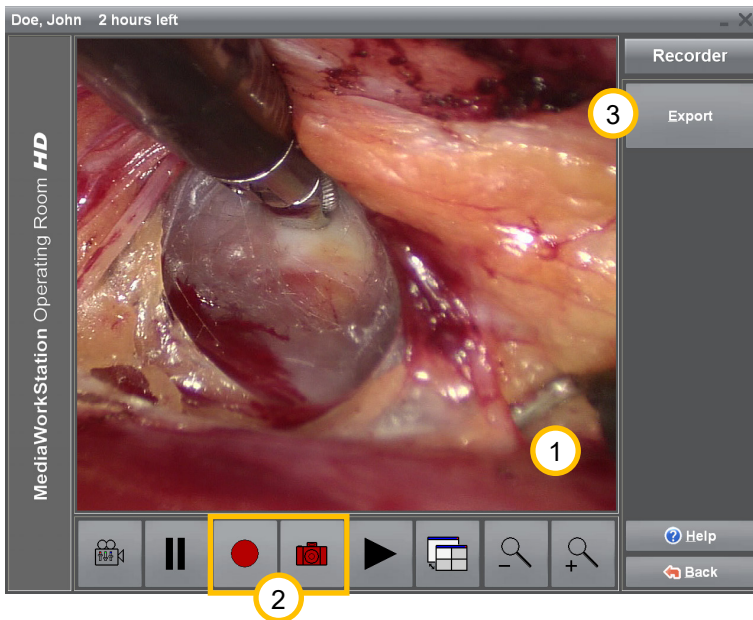 Doe, John 2 hours left
Recorder
3
Export
MediaWorkStation Operating Room HD
1
Help
Back
2